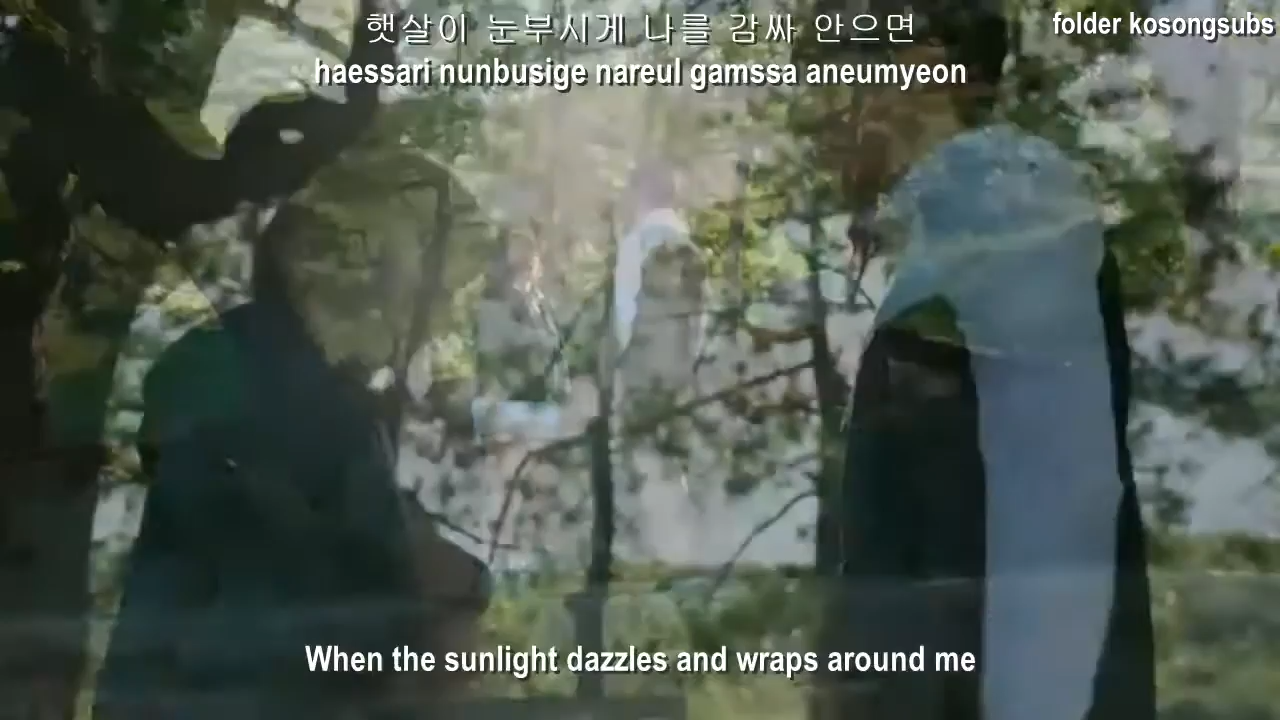 햇살이 눈부시게 나를 감싸 안으면
folder kosongsubs
haessari nunbusige nareul gamssa aneumyeon
When the sunlight dazzles and wraps around me